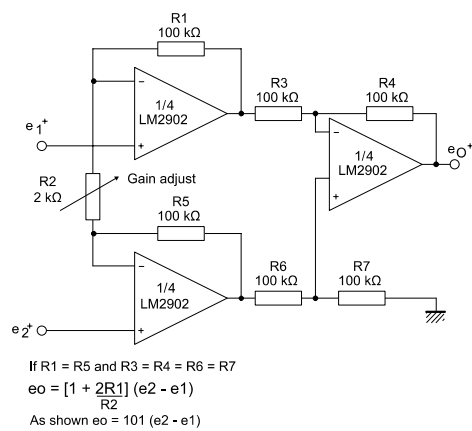 R1
100 kΩ
R3
100 kΩ
R4
100 kΩ
−
1/4
LM2902
+
e1+
−
1/4
LM2902
+
eO+
R2
2 kΩ
Gain adjust
R5
100 kΩ
−
1/4
LM2902
+
R6
100 kΩ
R7
100 kΩ
e2+
If R1 = R5 and R3 = R4 = R6 = R7
eo = [1 + 2R1] (e2 - e1)
R2
As shown eo = 101 (e2 - e1)